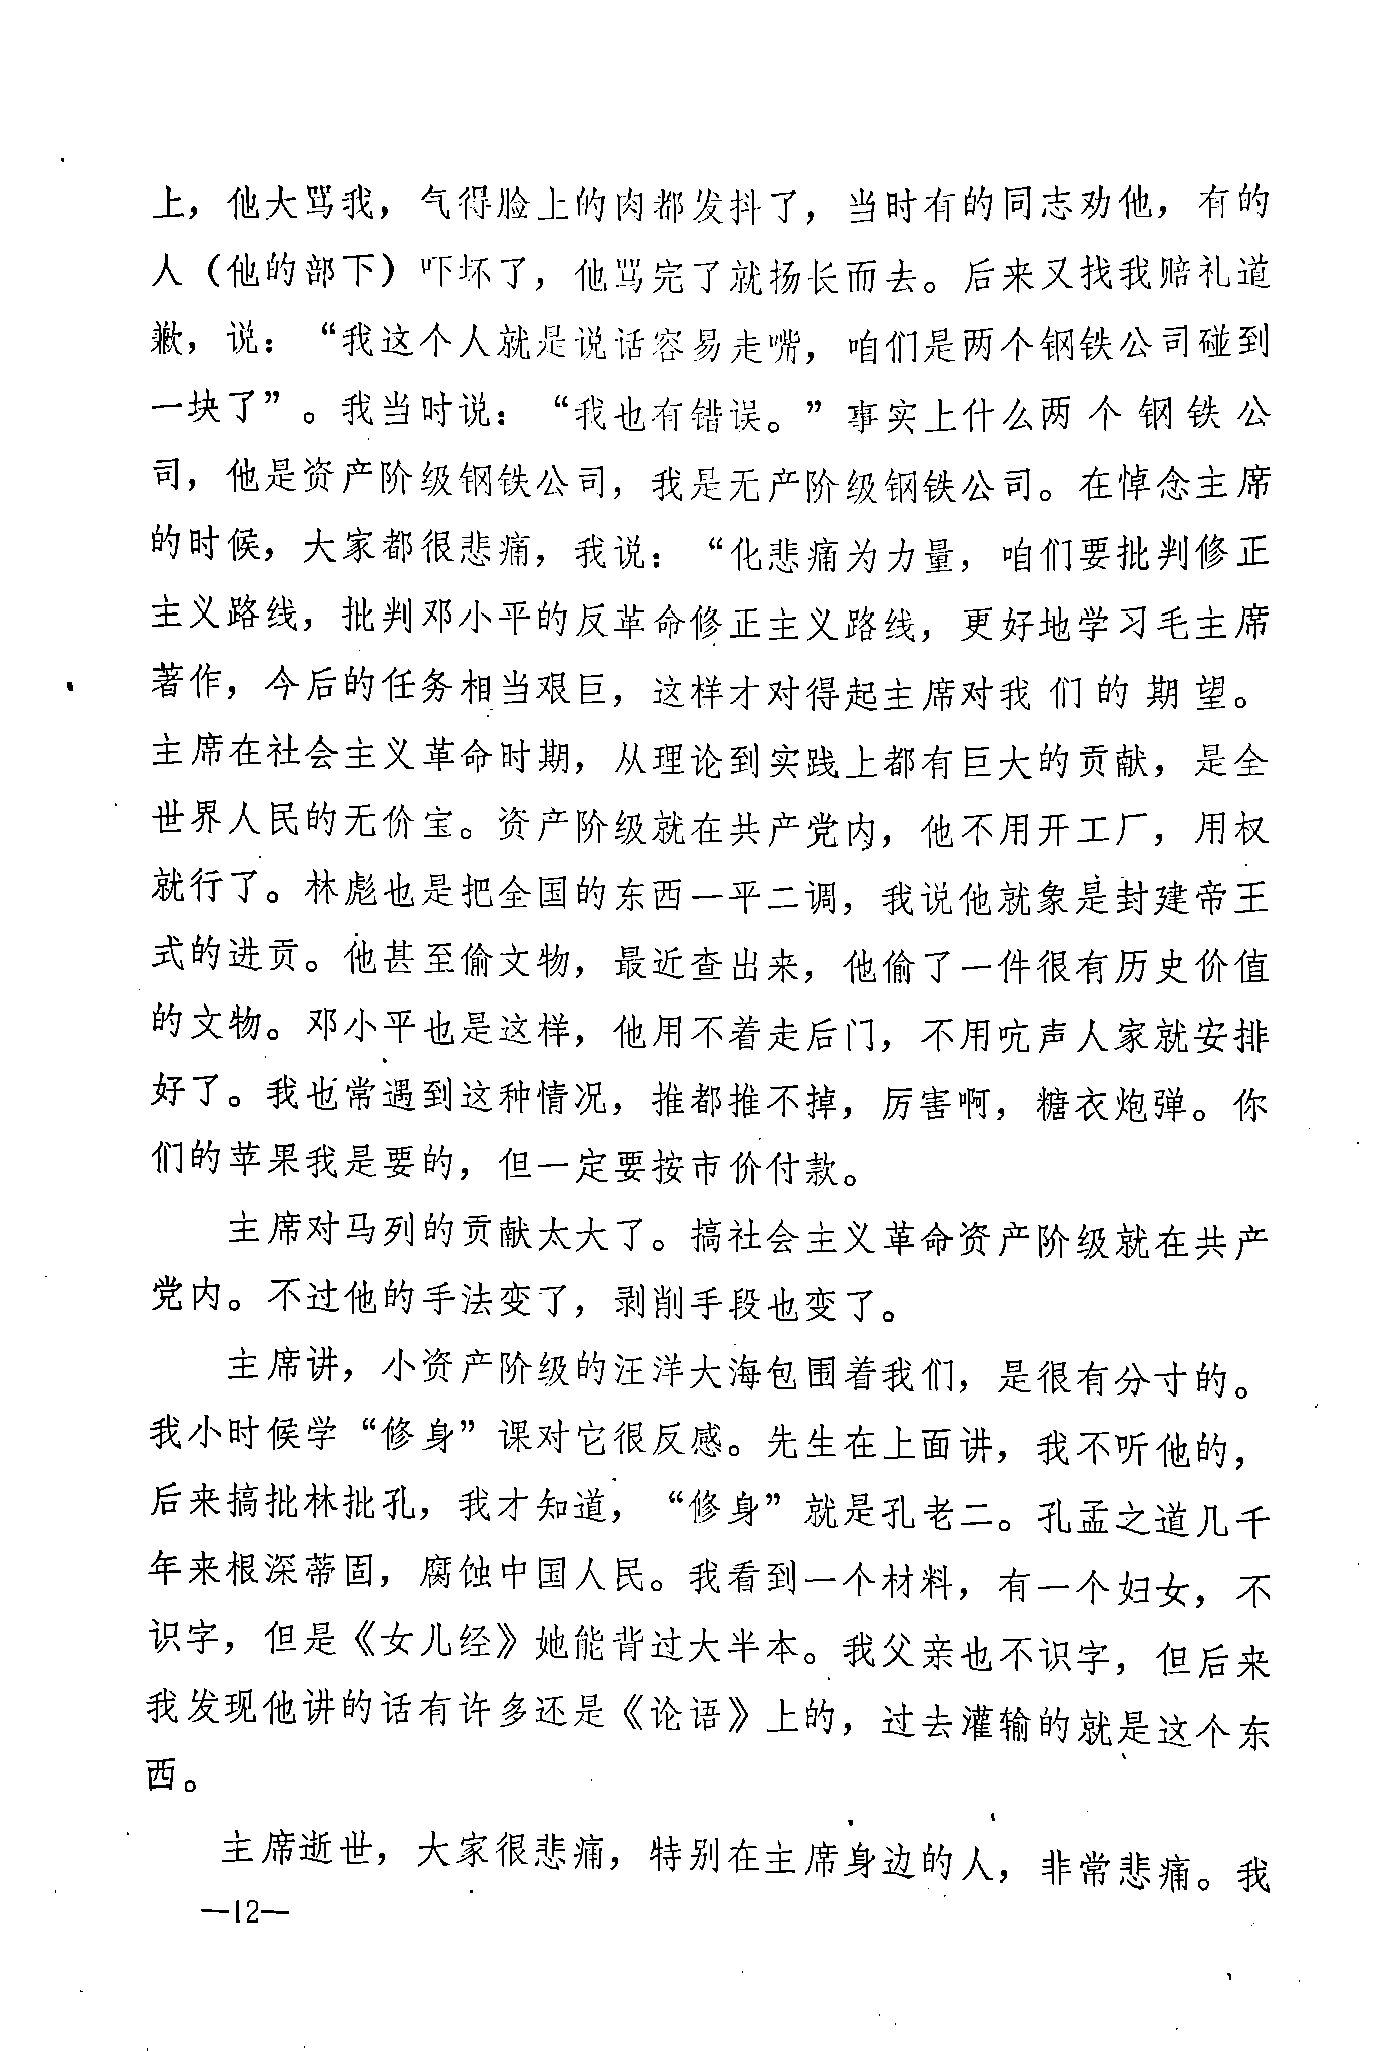 上，他大骂我，气得脸上的肉都发抖了，当时有的同志劝他，有的
人（他的部下）吓坏了，他骂完了就扬长而去。后来又找我赔礼道
歉，说：“我这个人就是说话容易走嘴，咱们是两个钢铁公司碰到
一块了”。我当时说：“我也有错误。”事实上什么两个钢铁公
司，他是资产阶级钢铁公司，我是无产阶级钢铁公司。在悼念主席
的时候，大家都很悲痛，我说：“化悲痛为力量，咱们要批判修正
主义路线，批判邓小平的反革命修正主义路线，更好地学习毛主席
著作，今后的任务相当艰巨，这样才对得起主席对我们的期望。
主席在社会主义革命时期，从理论到实践上都有巨大的贡献，是全
世界人民的无价宝。资产阶级就在共产党内，他不用开工厂，用权
就行了。林彪也是把全国的东西一平二调，我说他就象是封建帝王
式的进贡。他甚至偷文物，最近查出来，他偷了一件很有历史价值
的文物。邓小平也是这样，他用不着走后门，不用吭声人家就安排
好了。我也常遇到这种情况，推都推不掉，厉害啊，糖衣炮弹。你
们的苹果我是要的，但一定要按市价付款。
主席对马列的贡献太大了。搞社会主义革命资产阶级就在共产
党内。不过他的手法变了，剥削手段也变了。
主席讲，小资产阶级的汪洋大海包围着我们，是很有分寸的。
我小时候学“修身”课对它很反感。先生在上面讲，我不听他的，
后来搞批林批孔，我才知道，“修身”就是孔老二。孔孟之道几千
年来根深蒂固，腐蚀中国人民。我看到一个材料，有一个妇女，不
识字，但是《女儿经》她能背过大半本。我父亲也不识字，但后来
我发现他讲的话有许多还是《论语》上的，过去灌输的就是这个东
西。
主席逝世，大家很悲痛，特别在主席身边的人，非常悲痛。我
—12—